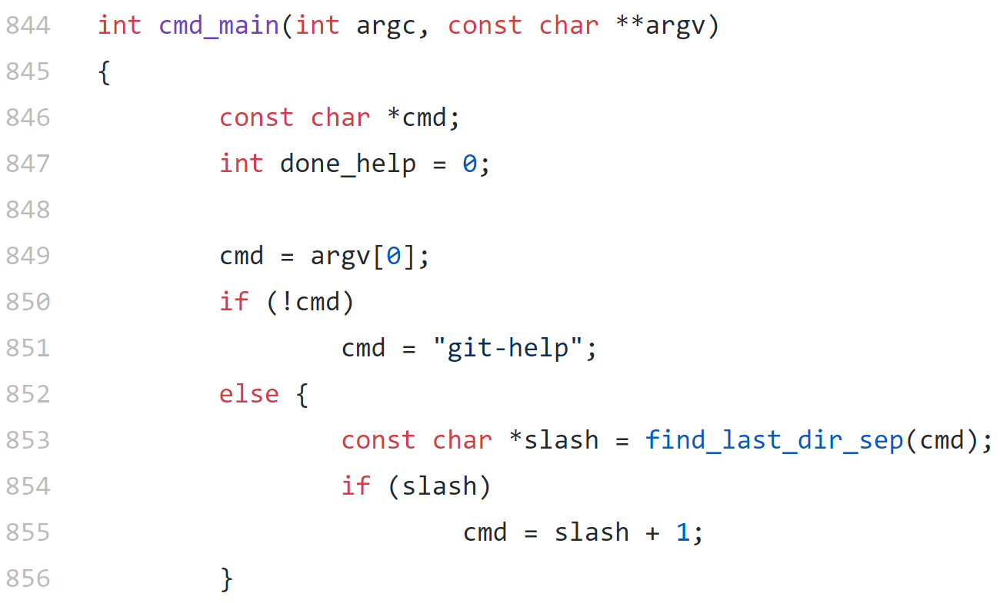 844 int cmd_main(int argc, const char **argv)
845 {
846 const char *cmd;
847 int done_help = 0;
848
849 cmd = argv[0];
850 if (!cmd)
851 cmd = "git-help";
852 else {
853 const char *slash = find_last_dir_sep(cmd);
854 if (slash)
855 cmd = slash + 1;
856 }